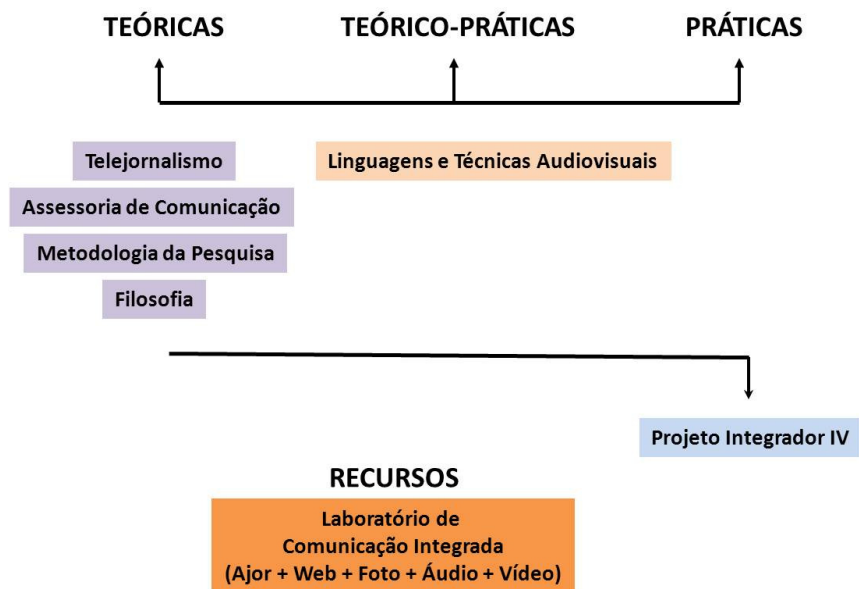 TEÓRICAS
TEÓRICO-PRÁTICAS
PRÁTICAS
Telejornalismo
Linguagens e Técnicas Audiovisuais
Assessoria de Comunicação
Metodologia da Pesquisa
Filosofia
Projeto Integrador IV
RECURSOS
Laboratório de
Comunicação Integrada
(Ajor + Web + Foto + Áudio + Vídeo)